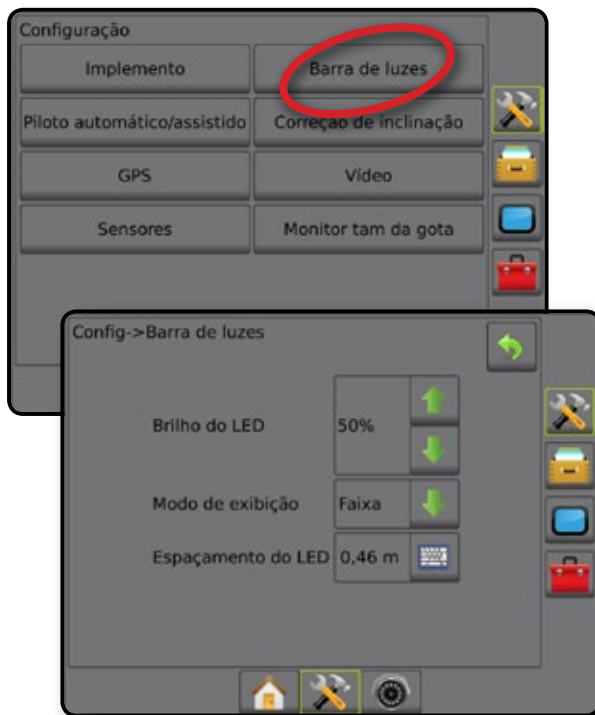 Configuração
Implemento
Barra de luzes
Piloto automático/assistido
Correção de inclinação
GPS
Vídeo
Sensores
Monitor tam da gota
Config->Barra de luzes
Brilho do LED
50%
Modo de exibição
Faixa
Espaçamento do LED
0,46 m